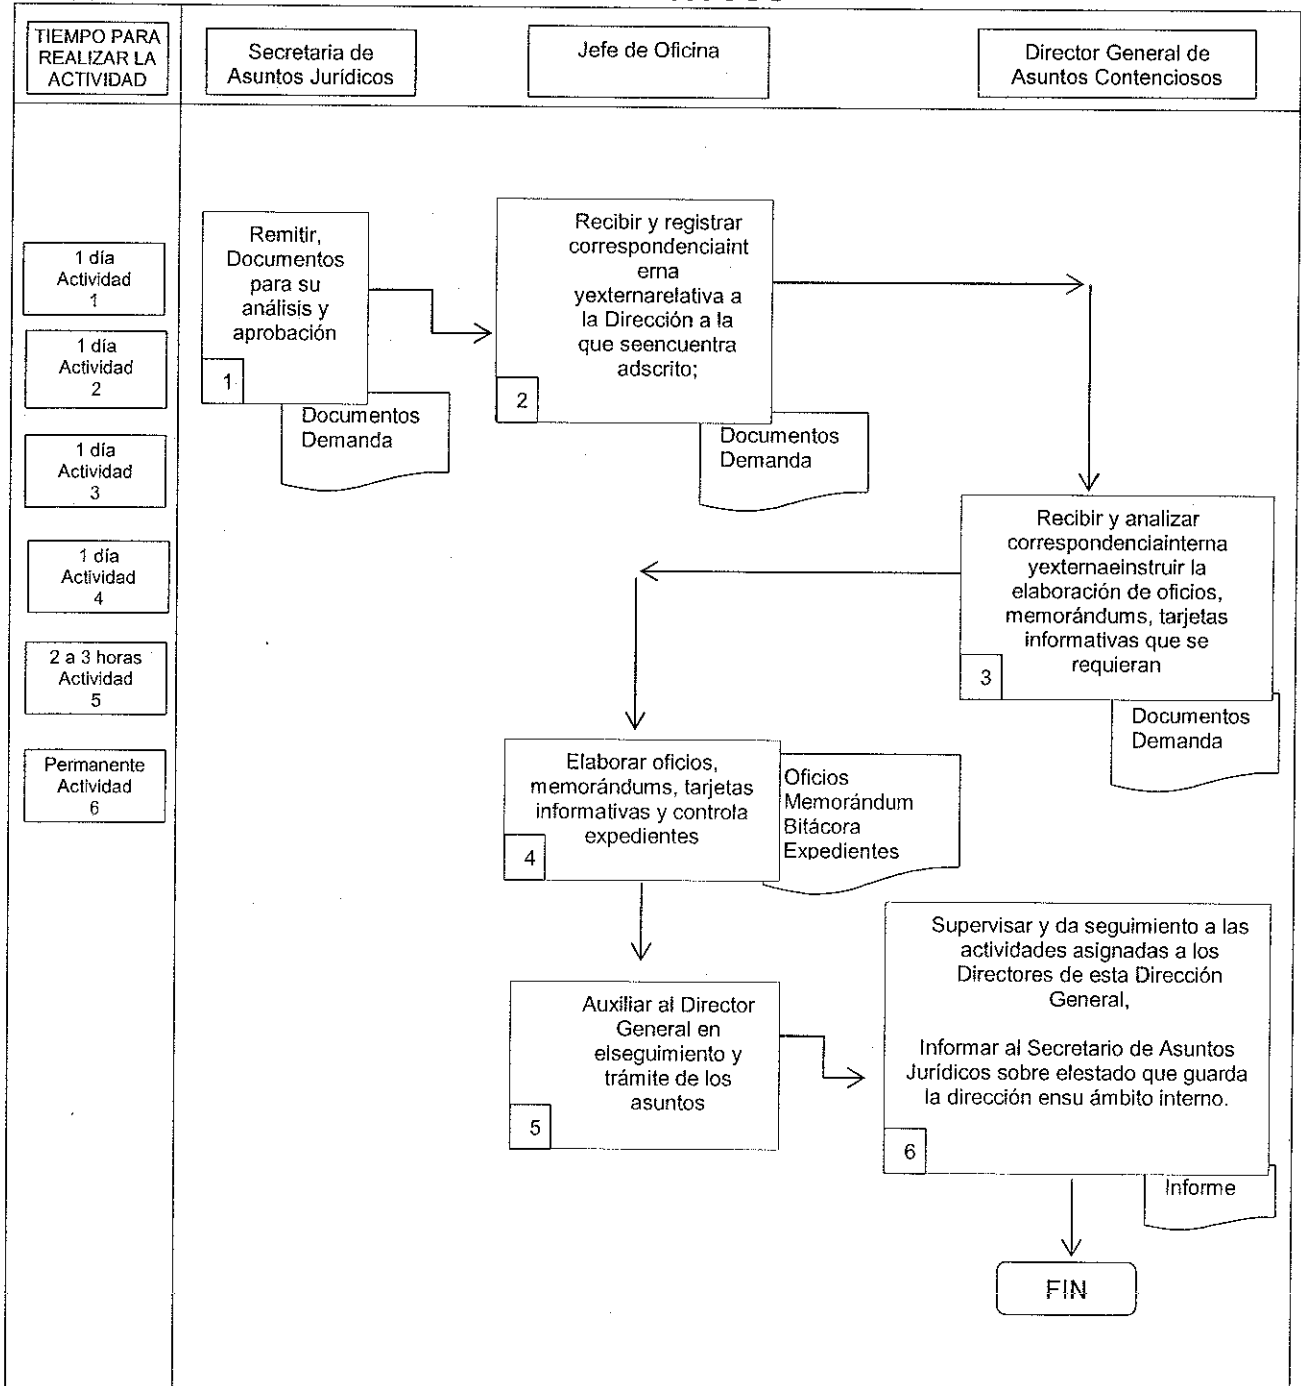 TIEMPO PARA
REALIZAR LA
ACTIVIDAD
Secretaria de
Asuntos Jurídicos
Jefe de Oficina
Director General de
Asuntos Contenciosos
1 día
Actividad
1
1 día
Actividad
2
1 día
Actividad
3
1 día
Actividad
4
2 a 3 horas
Actividad
5
Permanente
Actividad
6
Remitir,
Documentos
para su
análisis y
aprobación
1
Documentos
Demanda
Recibir y registrar
correspondenciaint
erna
yexternarelativa a
la Dirección a la
que seencuentra
adscrito;
2
Documentos
Demanda
Recibir y analizar
correspondenciainterna
yexternaeinstruir la
elaboración de oficios,
memorándums, tarjetas
informativas que se
requieran
3
Documentos
Demanda
Elaborar oficios,
memorándums, tarjetas
informativas y controla
expedientes
4
Oficios
Memorándum
Bitácora
Expedientes
Auxiliar al Director
General en
elseguimiento y
trámite de los
asuntos
5
Supervisar y da seguimiento a las
actividades asignadas a los
Directores de esta Dirección
General,
Informar al Secretario de Asuntos
Jurídicos sobre elestado que guarda
la dirección ensu ámbito interno.
6
Informe
FIN